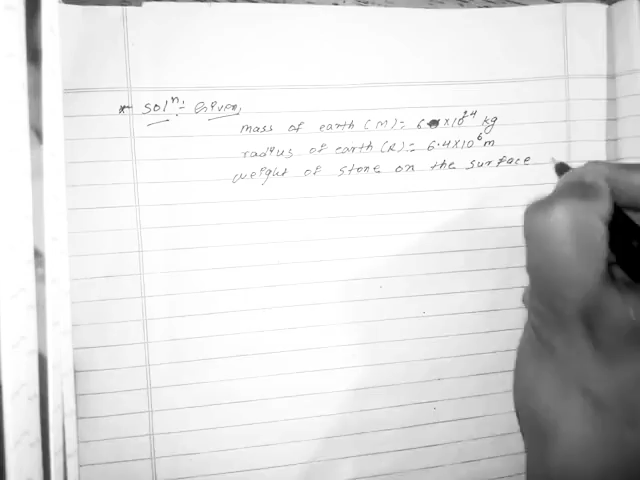 * Solⁿ:- Given,
mass of earth (M) = 6 ×10²⁴ kg
radius of earth (R) = 6.4×10⁶ m
weight of stone on the surface